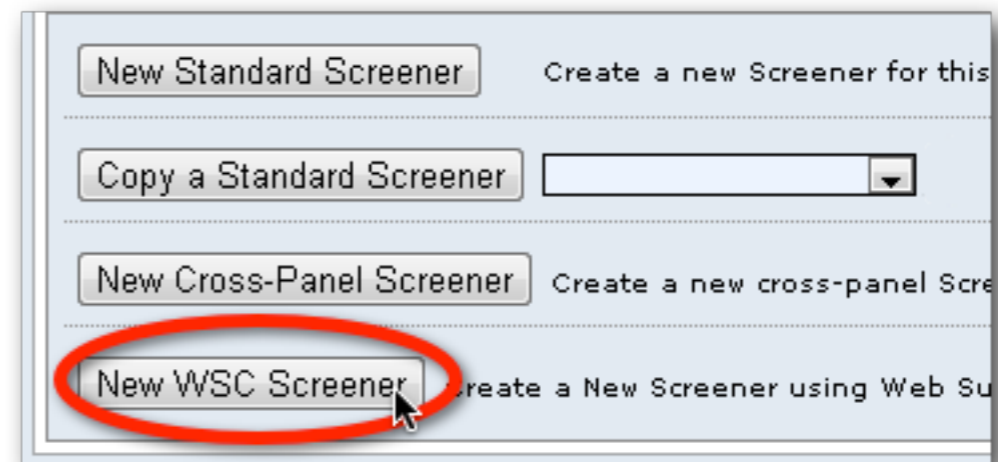 New Standard Screener Create a new Screener for this
Copy a Standard Screener
New Cross-Panel Screener Create a new cross-panel Scre
New WSC Screener Create a New Screener using Web Su